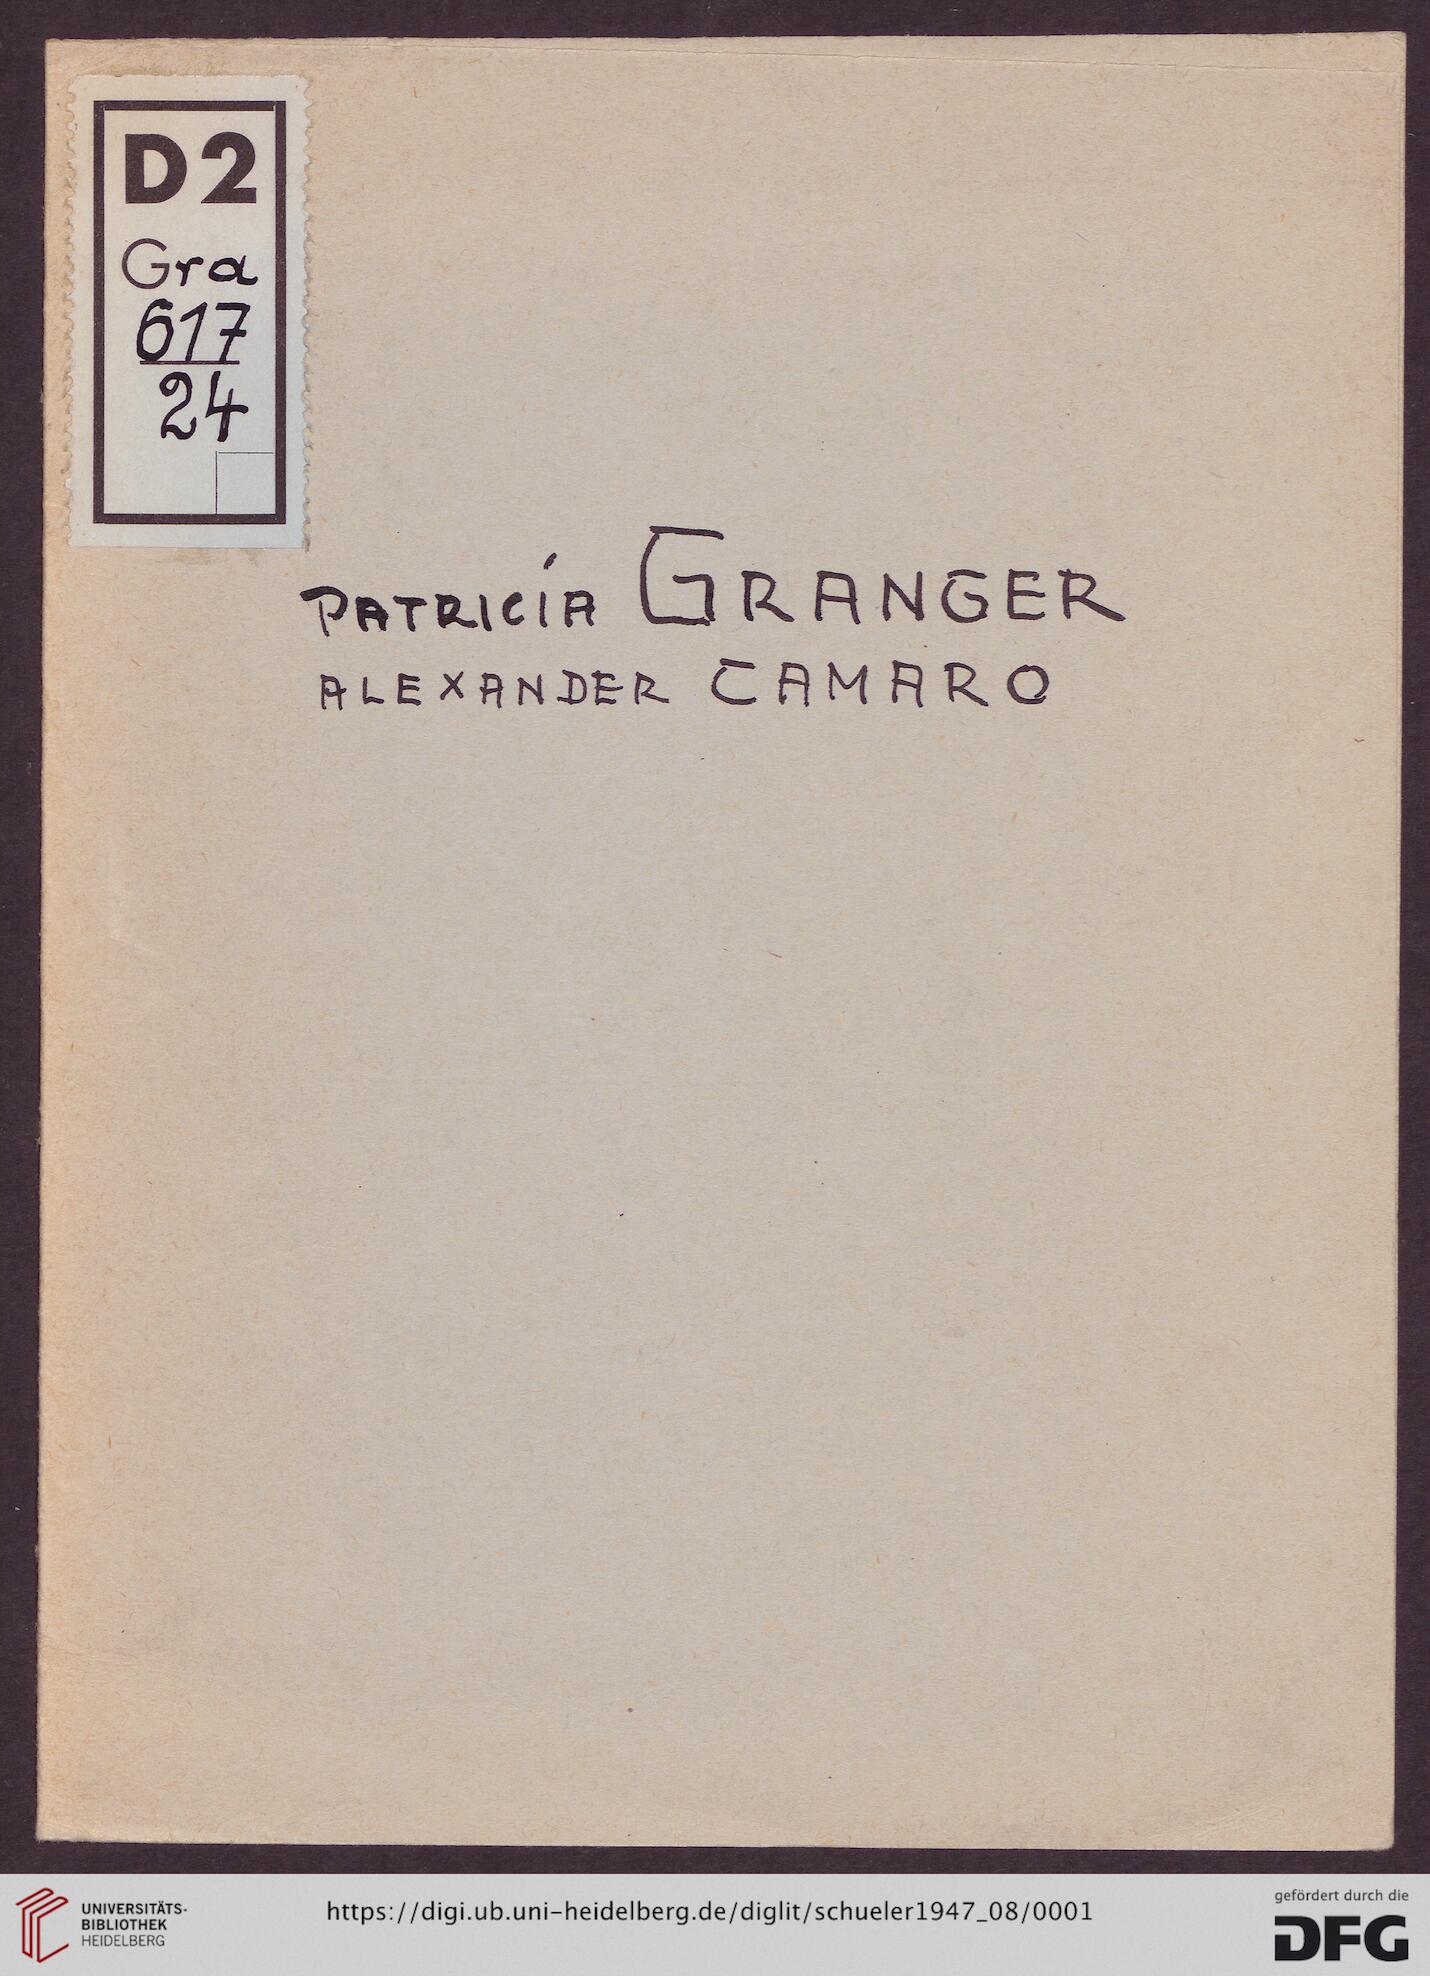 D2
Gra
617
24
PATRICIA GRANGER
ALEXANDER CAMARO
UNIVERSITÄTS-
BIBLIOTHEK
HEIDELBERG
https://digi.ub.uni-heidelberg.de/diglit/schueler1947_08/0001
gefördert durch die
DFG